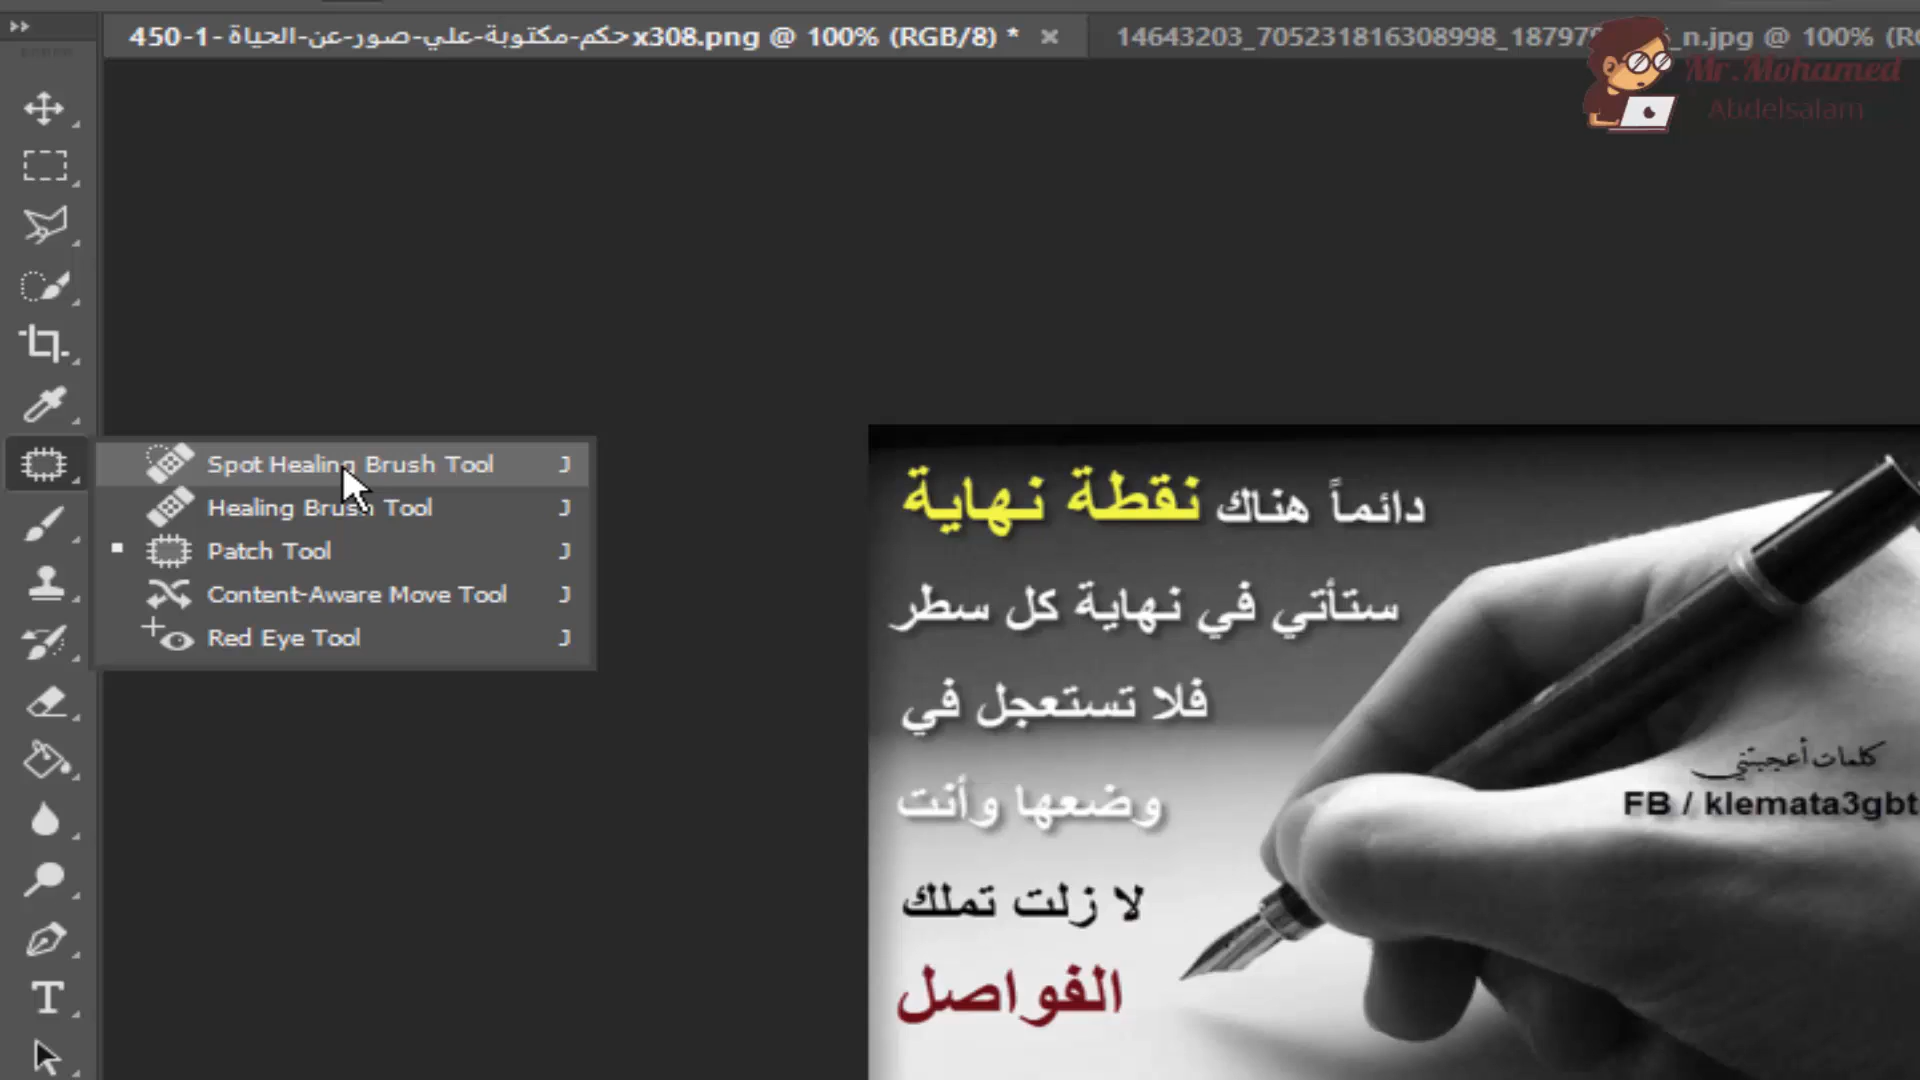 حكم-مكتوبة-علي-صور-عن-الحياة-1-450x308.png @ 100% (RGB/8) *
14643203_705231816308998_18797 _n.jpg @ 100%
Mr.Mohamed
Abdelsalam
Spot Healing Brush Tool J
Healing Brush Tool J
Patch Tool J
Content-Aware Move Tool J
Red Eye Tool J
دائماً هناك نقطة نهاية
ستأتي في نهاية كل سطر
فلا تستعجل في
وضعها وأنت
لا زلت تملك
الفواصل
كلمات أعجبتني
FB / klemata3gbt